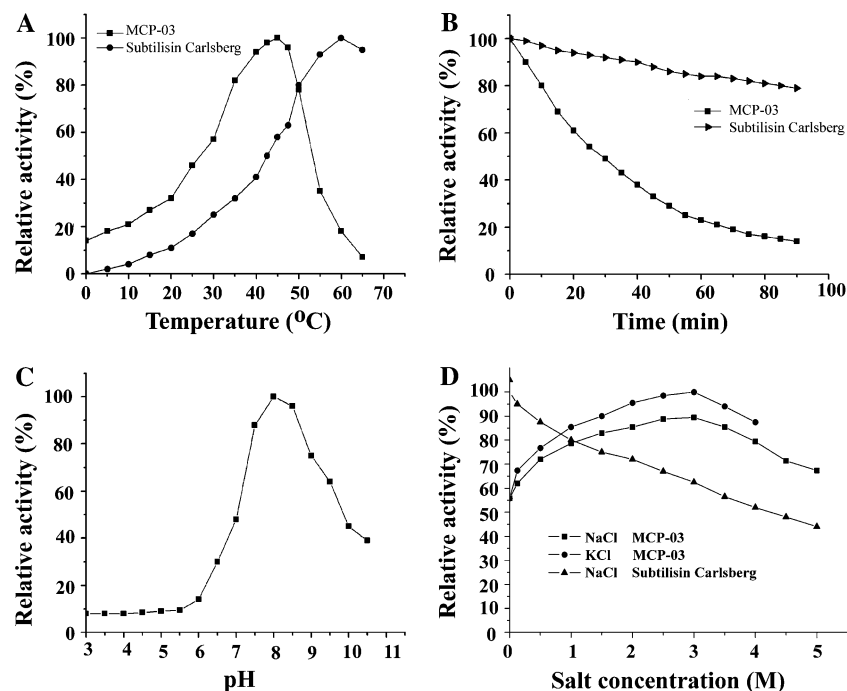 A
MCP-03
Subtilisin Carlsberg
Relative activity (%)
100
80
60
40
20
0
0 10 20 30 40 50 60 70
Temperature (ºC)
B
MCP-03
Subtilisin Carlsberg
Relative activity (%)
100
80
60
40
20
0
0 20 40 60 80 100
Time (min)
C
Relative activity (%)
100
80
60
40
20
0
3 4 5 6 7 8 9 10 11
pH
D
Relative activity (%)
100
90
80
70
60
50
40
30
20
10
0
NaCl MCP-03
KCl MCP-03
NaCl Subtilisin Carlsberg
0 1 2 3 4 5
Salt concentration (M)